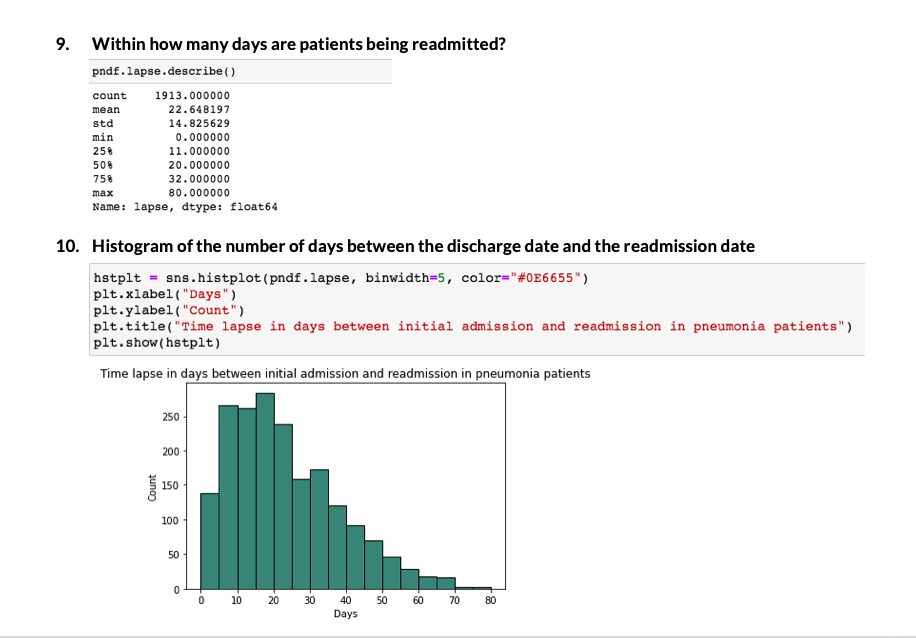 9. Within how many days are patients being readmitted?
pndf.lapse.describe()
count 1913.000000
mean 22.648197
std 14.825629
min 0.000000
25% 11.000000
50% 20.000000
75% 32.000000
max 80.000000
Name: lapse, dtype: float64
10. Histogram of the number of days between the discharge date and the readmission date
hstplt = sns.histplot(pndf.lapse, binwidth=5, color="#0E6655")
plt.xlabel("Days")
plt.ylabel("Count")
plt.title("Time lapse in days between initial admission and readmission in pneumonia patients")
plt.show(hstplt)
Time lapse in days between initial admission and readmission in pneumonia patients
250
200
150
100
50
0
Count
0 10 20 30 40 50 60 70 80
Days